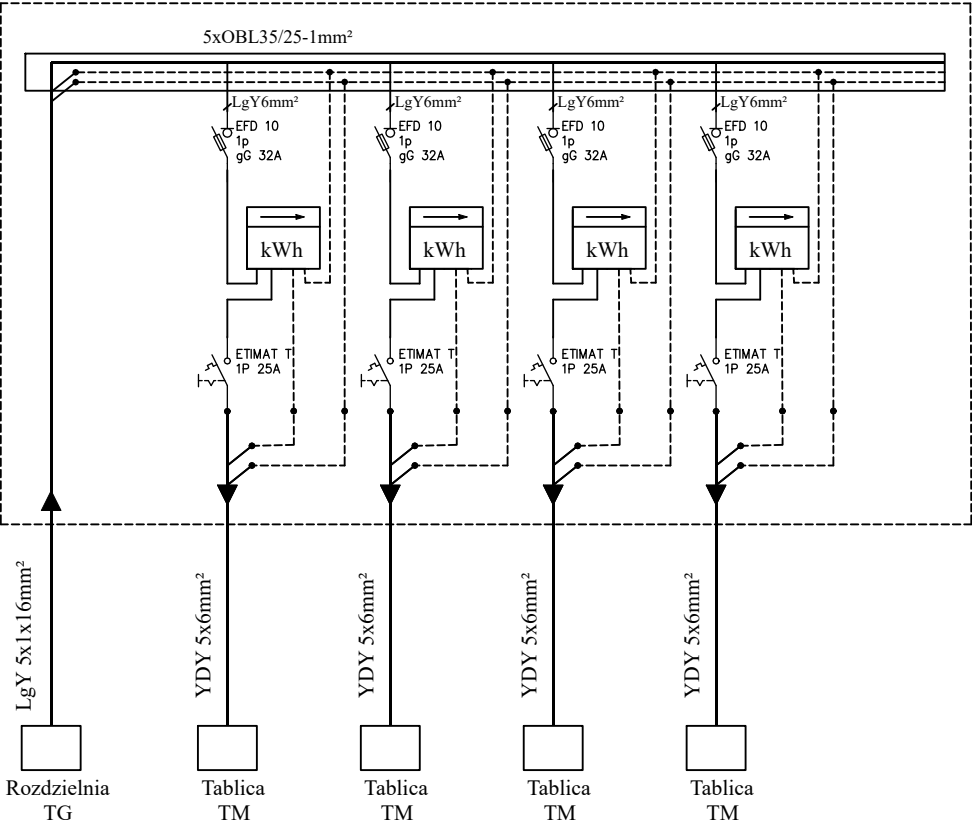 5xOBL35/25-1mm²
LgY6mm²
LgY6mm²
LgY6mm²
LgY6mm²
EFD 10
1p
gG 32A
EFD 10
1p
gG 32A
EFD 10
1p
gG 32A
EFD 10
1p
gG 32A
kWh
kWh
kWh
kWh
ETIMAT T
1P 25A
ETIMAT T
1P 25A
ETIMAT T
1P 25A
ETIMAT T
1P 25A
LgY 5x1x16mm²
YDY 5x6mm²
YDY 5x6mm²
YDY 5x6mm²
YDY 5x6mm²
Rozdzielnia
TG
Tablica
TM
Tablica
TM
Tablica
TM
Tablica
TM